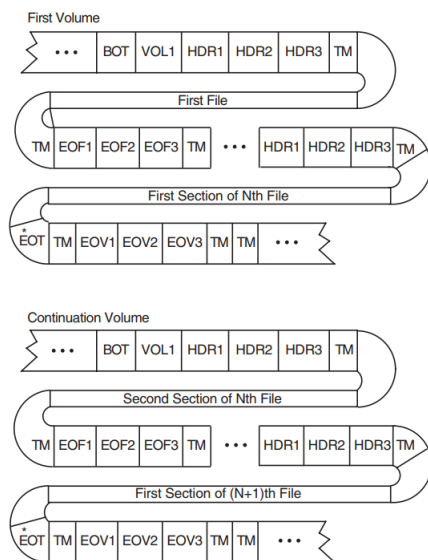 First Volume
••• BOT VOL1 HDR1 HDR2 HDR3 TM
First File
TM EOF1 EOF2 EOF3 TM ••• HDR1 HDR2 HDR3 TM
First Section of Nth File
*
EOT TM EOV1 EOV2 EOV3 TM TM •••
Continuation Volume
••• BOT VOL1 HDR1 HDR2 HDR3 TM
Second Section of Nth File
TM EOF1 EOF2 EOF3 TM ••• HDR1 HDR2 HDR3 TM
First Section of (N+1)th File
*
EOT TM EOV1 EOV2 EOV3 TM TM •••